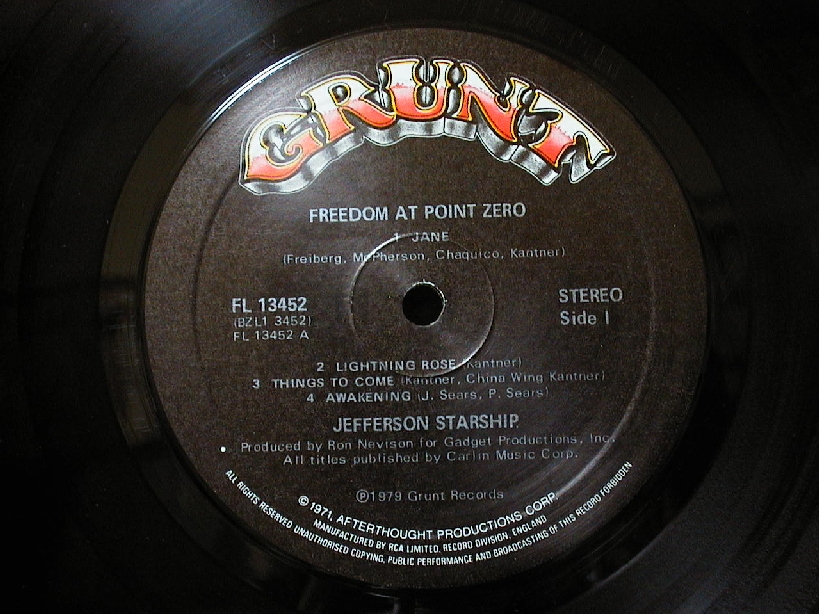 GRUNT
FREEDOM AT POINT ZERO
1 JANE
(Freiberg, McPherson, Chaquico, Kantner)
FL 13452
(BZL1 3452)
FL 13452 A
STEREO
Side 1
2 LIGHTNING ROSE (Kantner)
3 THINGS TO COME (Kantner, China Wing Kantner)
4 AWAKENING (J. Sears, P. Sears)
JEFFERSON STARSHIP
Produced by Ron Nevison for Gadget Productions, Inc.
All titles published by Carlin Music Corp.
℗1979 Grunt Records
© 1971, AFTERTHOUGHT PRODUCTIONS CORP.
MANUFACTURED BY RCA LIMITED, RECORD DIVISION, ENGLAND
ALL RIGHTS RESERVED UNAUTHORISED COPYING, PUBLIC PERFORMANCE AND BROADCASTING OF THIS RECORD FORBIDDEN